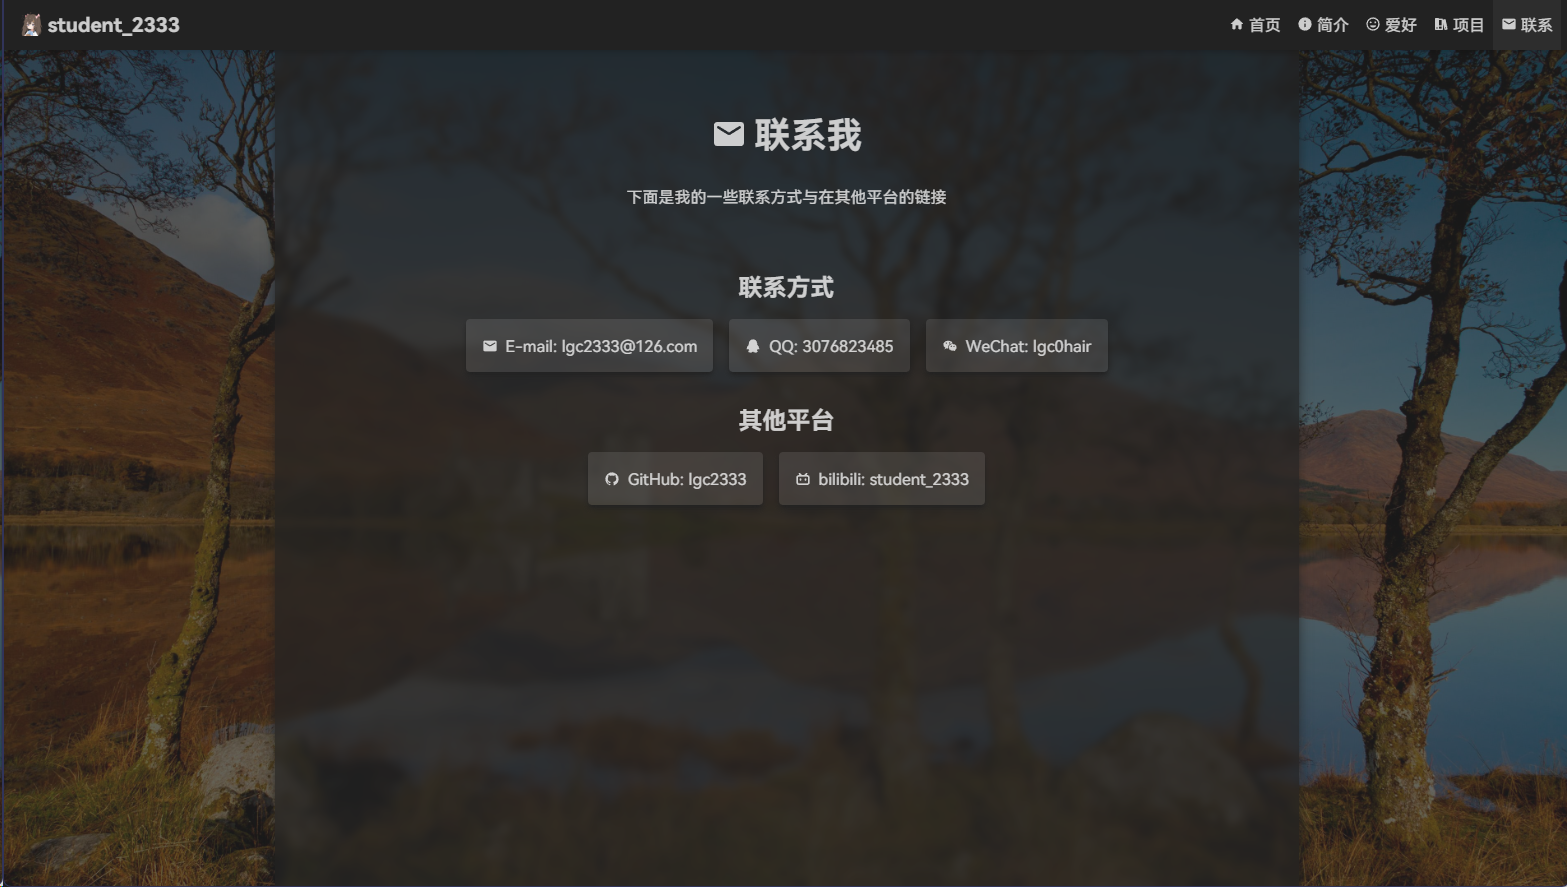 student_2333
首页 简介 爱好 项目 联系
联系我
下面是我的一些联系方式与在其他平台的链接
联系方式
E-mail: lgc2333@126.com QQ: 3076823485 WeChat: lgc0hair
其他平台
GitHub: lgc2333 bilibili: student_2333